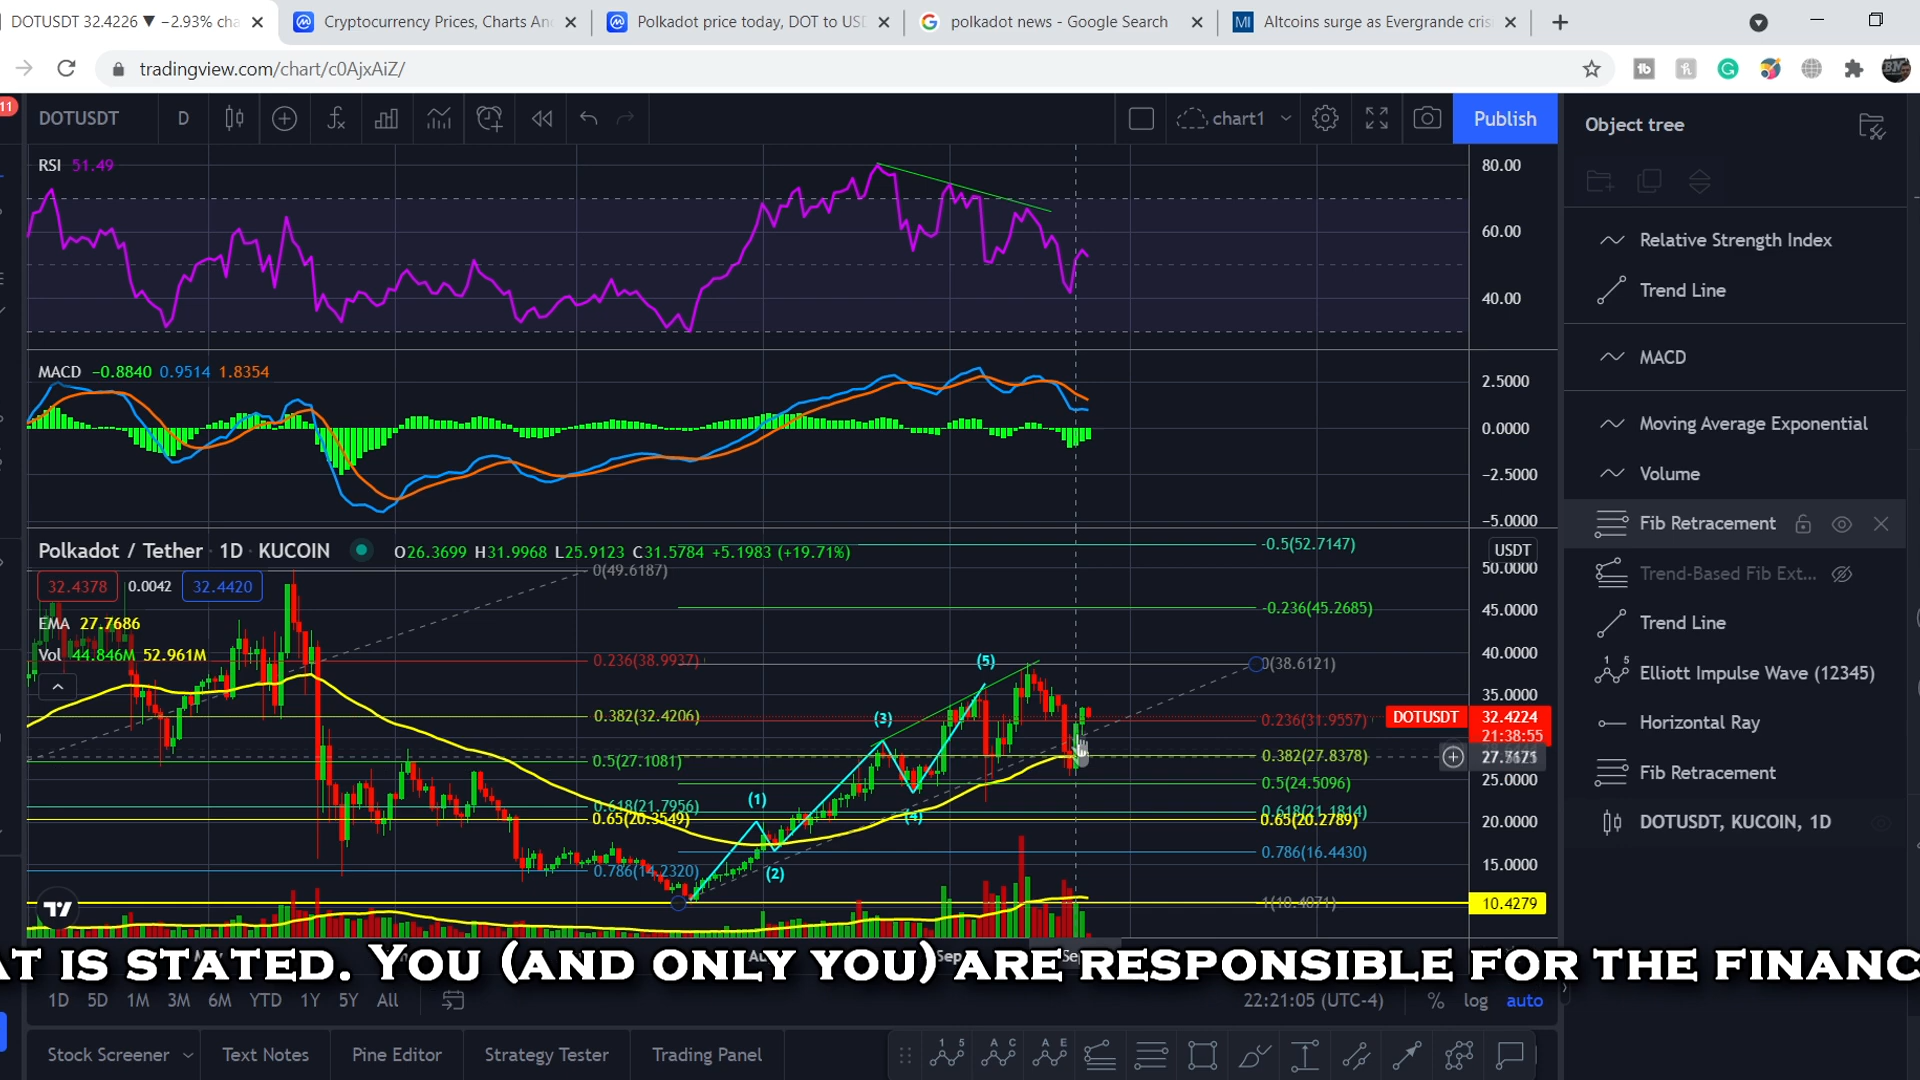 DOTUSDT 32.4226 ▼ −2.93% cha
Cryptocurrency Prices, Charts An
Polkadot price today, DOT to US
polkadot news - Google Search
Altcoins surge as Evergrande cris
tradingview.com/chart/c0AjxAiZ/
11
DOTUSDT
D
chart1
Publish
Object tree
RSI 51.49
80.00
60.00
40.00
Relative Strength Index
Trend Line
MACD −0.8840 0.9514 1.8354
2.5000
0.0000
−2.5000
−5.0000
MACD
Moving Average Exponential
Volume
Fib Retracement
Trend-Based Fib Ext...
Trend Line
Elliott Impulse Wave (12345)
Horizontal Ray
Fib Retracement
DOTUSDT, KUCOIN, 1D
Polkadot / Tether · 1D · KUCOIN
O26.3699 H31.9968 L25.9123 C31.5784 +5.1983 (+19.71%)
32.4378 0.0042 32.4420
EMA 27.7686
Vol 44.846M 52.961M
-0.5(52.7147)
0(49.6187)
-0.236(45.2685)
0.236(38.9937)
0(38.6121)
0.382(32.4206)
0.236(31.9557)
0.5(27.1081)
0.382(27.8378)
0.5(24.5096)
0.618(21.7956)
0.618(21.1814)
0.65(20.3549)
0.65(20.2789)
0.786(14.2320)
0.786(16.4430)
(1)
(2)
(3)
(4)
(5)
USDT
50.0000
45.0000
40.0000
35.0000
DOTUSDT 32.4224
21:38:55
25.0000
20.0000
15.0000
10.4279
AT IS STATED. YOU (AND ONLY YOU) ARE RESPONSIBLE FOR THE FINANC
1D 5D 1M 3M 6M YTD 1Y 5Y All
22:21:05 (UTC-4)
% log auto
Stock Screener
Text Notes
Pine Editor
Strategy Tester
Trading Panel